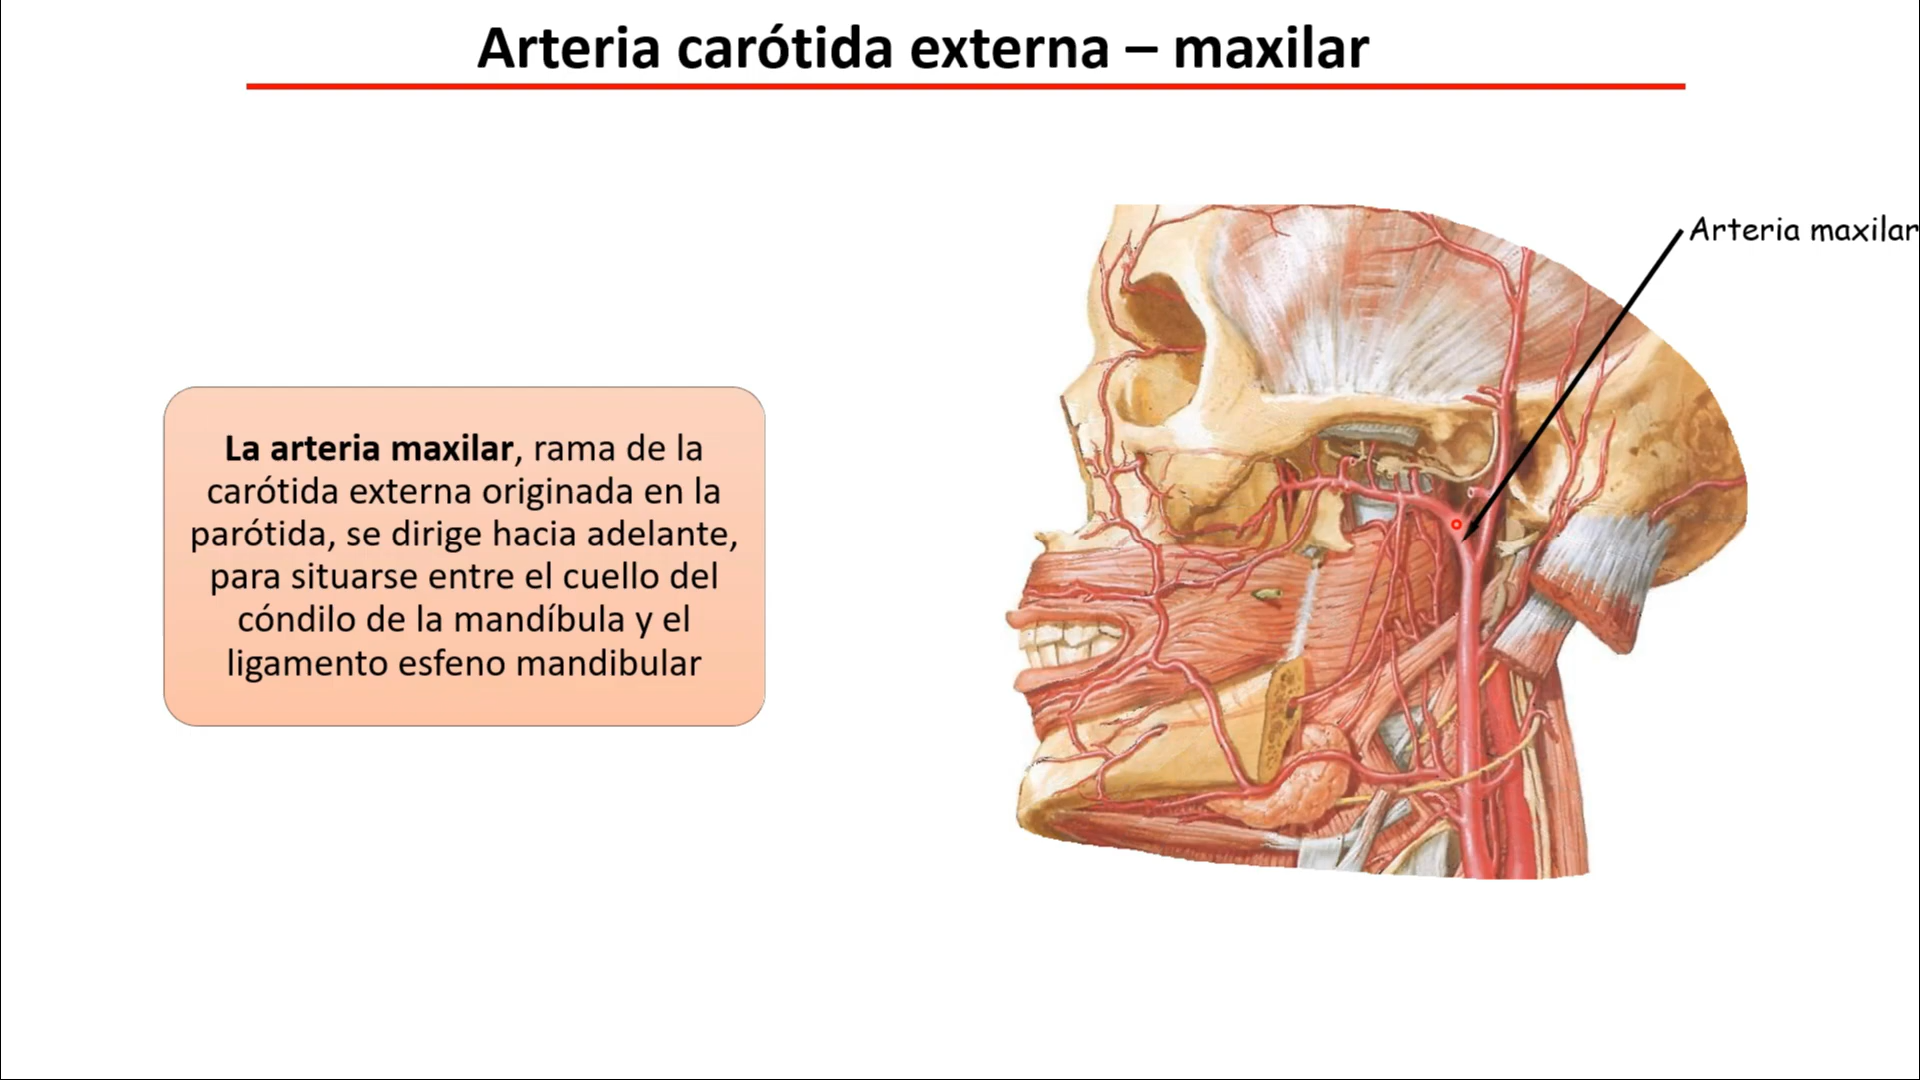 Arteria carótida externa – maxilar
Arteria maxilar
La arteria maxilar, rama de la
carótida externa originada en la
parótida, se dirige hacia adelante,
para situarse entre el cuello del
cóndilo de la mandíbula y el
ligamento esfeno mandibular